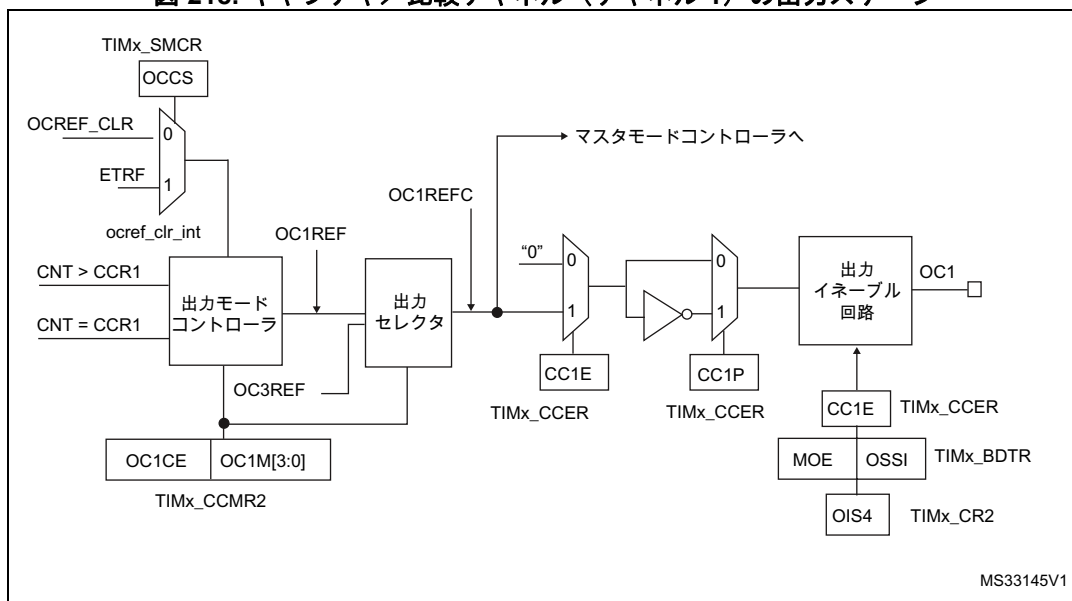 TIMx_SMCR
OCCS
OCREF_CLR
0
ETRF
1
ocref_clr_int
マスタモードコントローラへ
OC1REF
OC1REFC
CNT > CCR1
CNT = CCR1
出力モード
コントローラ
出力
セレクタ
OC3REF
“0”
0
1
0
1
出力
イネーブル
回路
OC1
CC1E
TIMx_CCER
CC1P
TIMx_CCER
CC1E
TIMx_CCER
MOE
OSSI
TIMx_BDTR
OIS4
TIMx_CR2
OC1CE
OC1M[3:0]
TIMx_CCMR2
MS33145V1